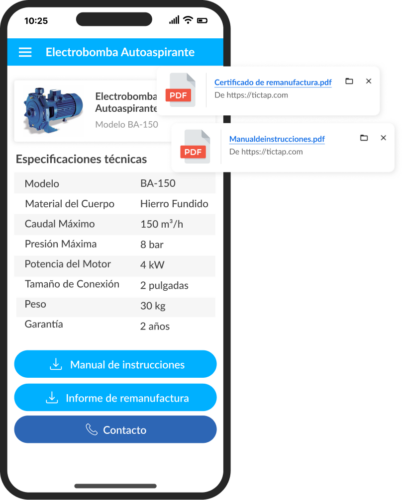 10:25
Electrobomba Autoaspirante
Electrobomba
Autoaspirante
Modelo BA-150
PDF
Certificado de remanufactura.pdf
De https://tictap.com
PDF
Manualdeinstrucciones.pdf
De https://tictap.com
Especificaciones técnicas
Modelo BA-150
Material del Cuerpo Hierro Fundido
Caudal Máximo 150 m³/h
Presión Máxima 8 bar
Potencia del Motor 4 kW
Tamaño de Conexión 2 pulgadas
Peso 30 kg
Garantía 2 años
Manual de instrucciones
Informe de remanufactura
Contacto